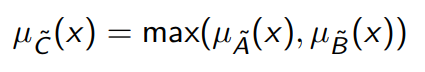 μ_C̃(x) = max(μ_Ã(x), μ_B̃(x))